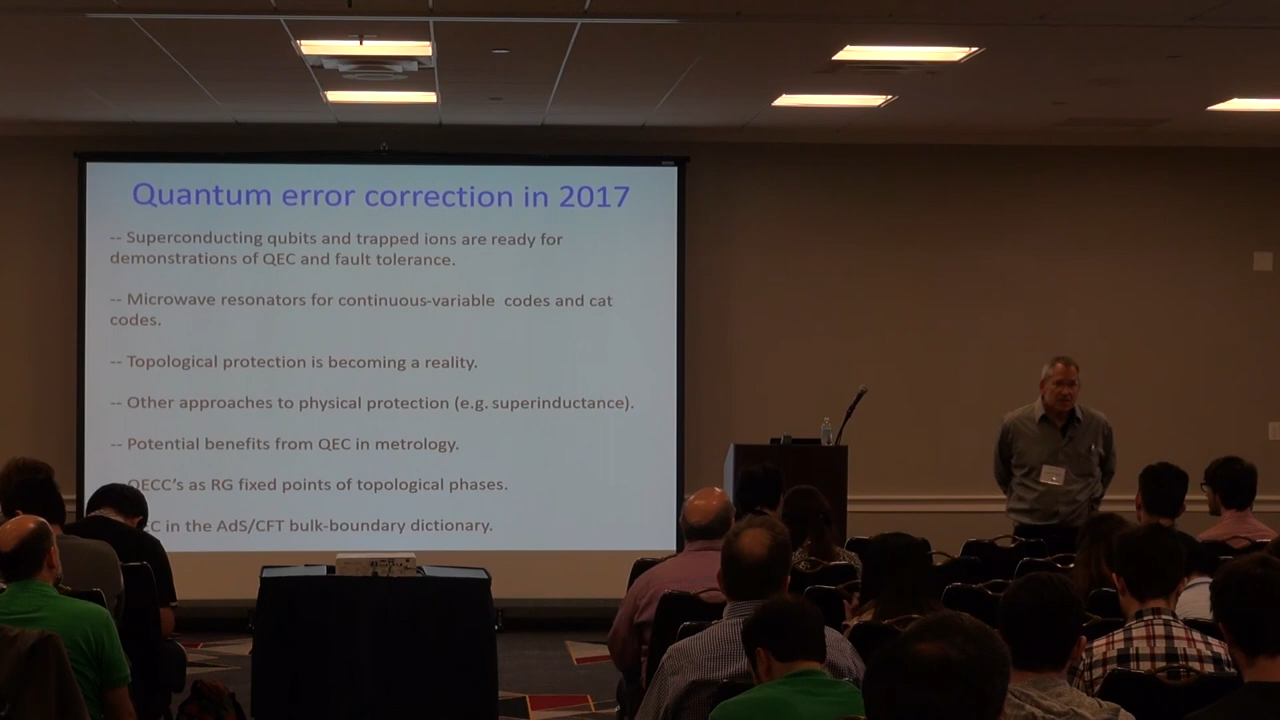 Quantum error correction in 2017
-- Superconducting qubits and trapped ions are ready for
demonstrations of QEC and fault tolerance.
-- Microwave resonators for continuous-variable codes and cat
codes.
-- Topological protection is becoming a reality.
-- Other approaches to physical protection (e.g. superinductance).
-- Potential benefits from QEC in metrology.
QECC's as RG fixed points of topological phases.
in the AdS/CFT bulk-boundary dictionary.